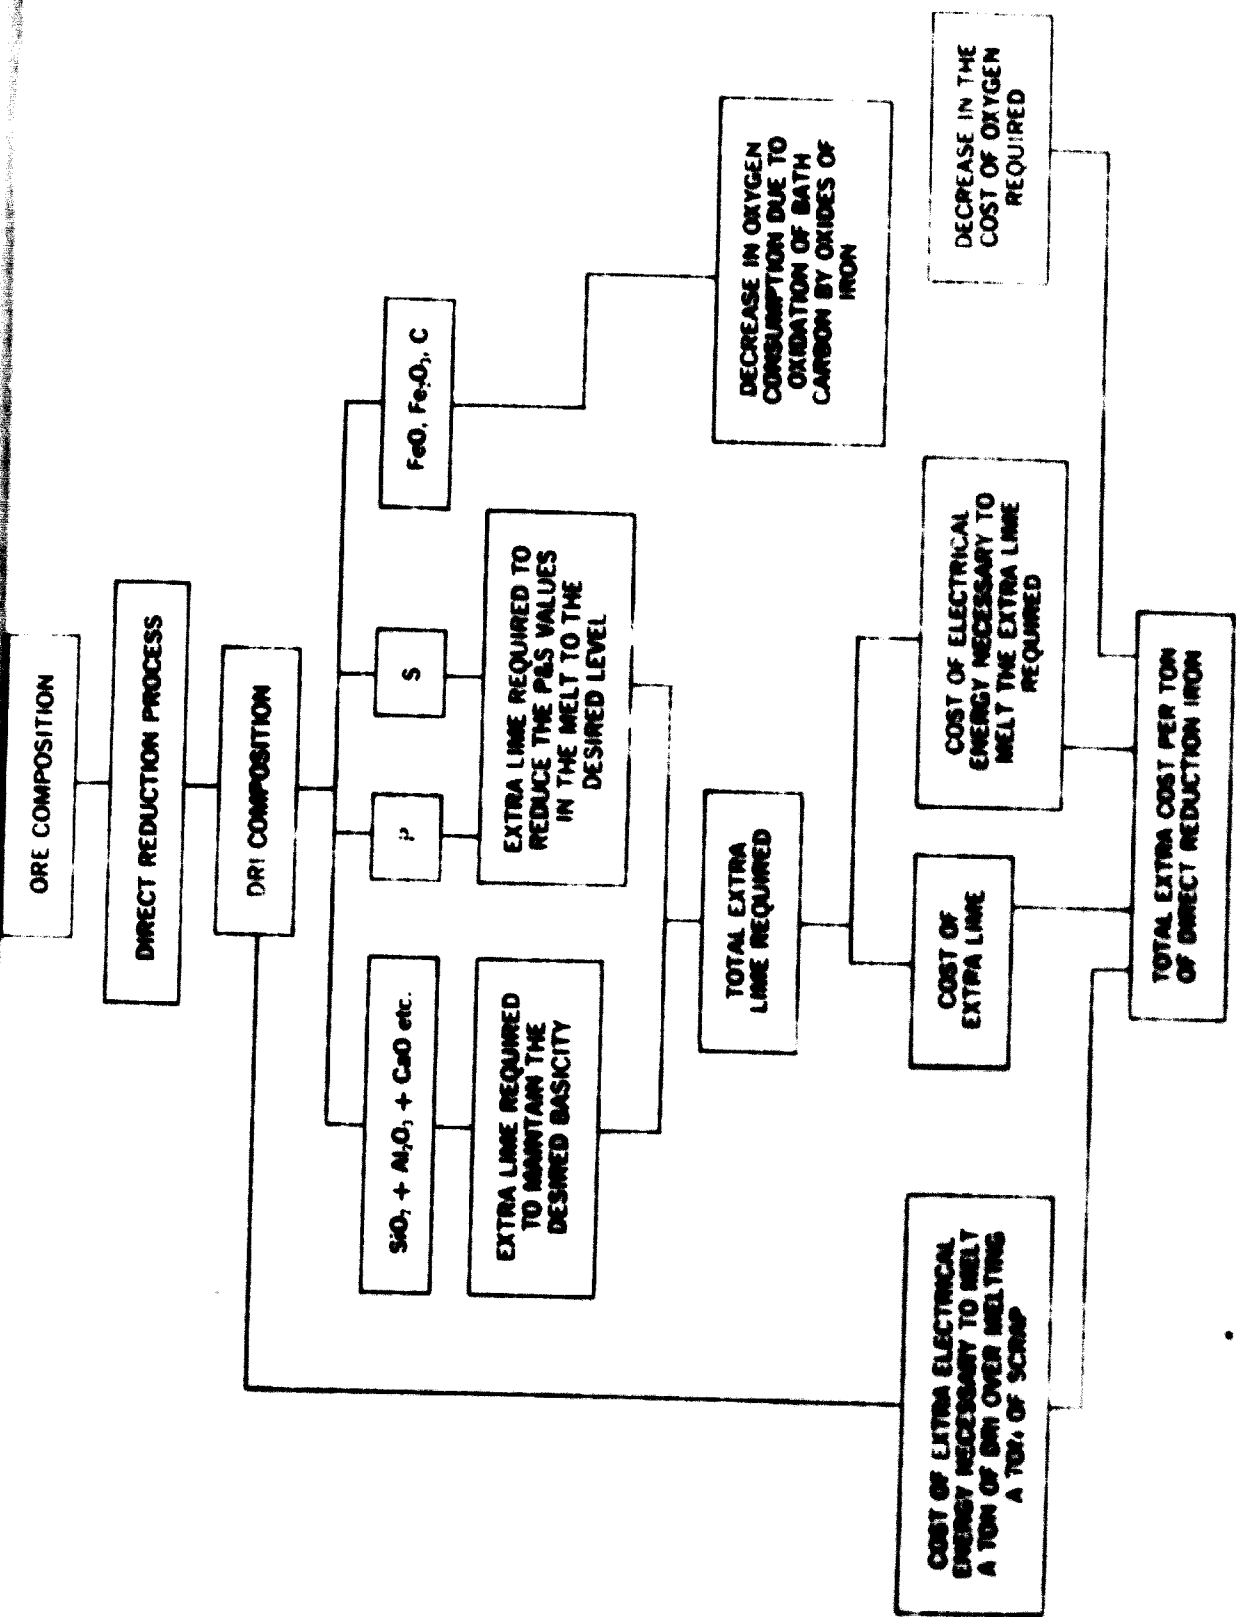 ORE COMPOSITION
DIRECT REDUCTION PROCESS
DRI COMPOSITION
SiO₂ + Al₂O₃ + CaO etc.
P
S
FeO, Fe₂O₃, C
EXTRA LIME REQUIRED
TO MAINTAIN THE
DESIRED BASICITY
EXTRA LIME REQUIRED TO
REDUCE THE P&S VALUES
IN THE MELT TO THE
DESIRED LEVEL
TOTAL EXTRA
LIME REQUIRED
DECREASE IN OXYGEN
CONSUMPTION DUE TO
OXIDATION OF BATH
CARBON BY OXIDES OF
IRON
COST OF EXTRA ELECTRICAL
ENERGY NECESSARY TO MELT
A TON OF DRI OVER MELTING
A TON OF SCRAP
COST OF
EXTRA LIME
COST OF ELECTRICAL
ENERGY NECESSARY TO
MELT THE EXTRA LIME
REQUIRED
DECREASE IN THE
COST OF OXYGEN
REQUIRED
TOTAL EXTRA COST PER TON
OF DIRECT REDUCTION IRON